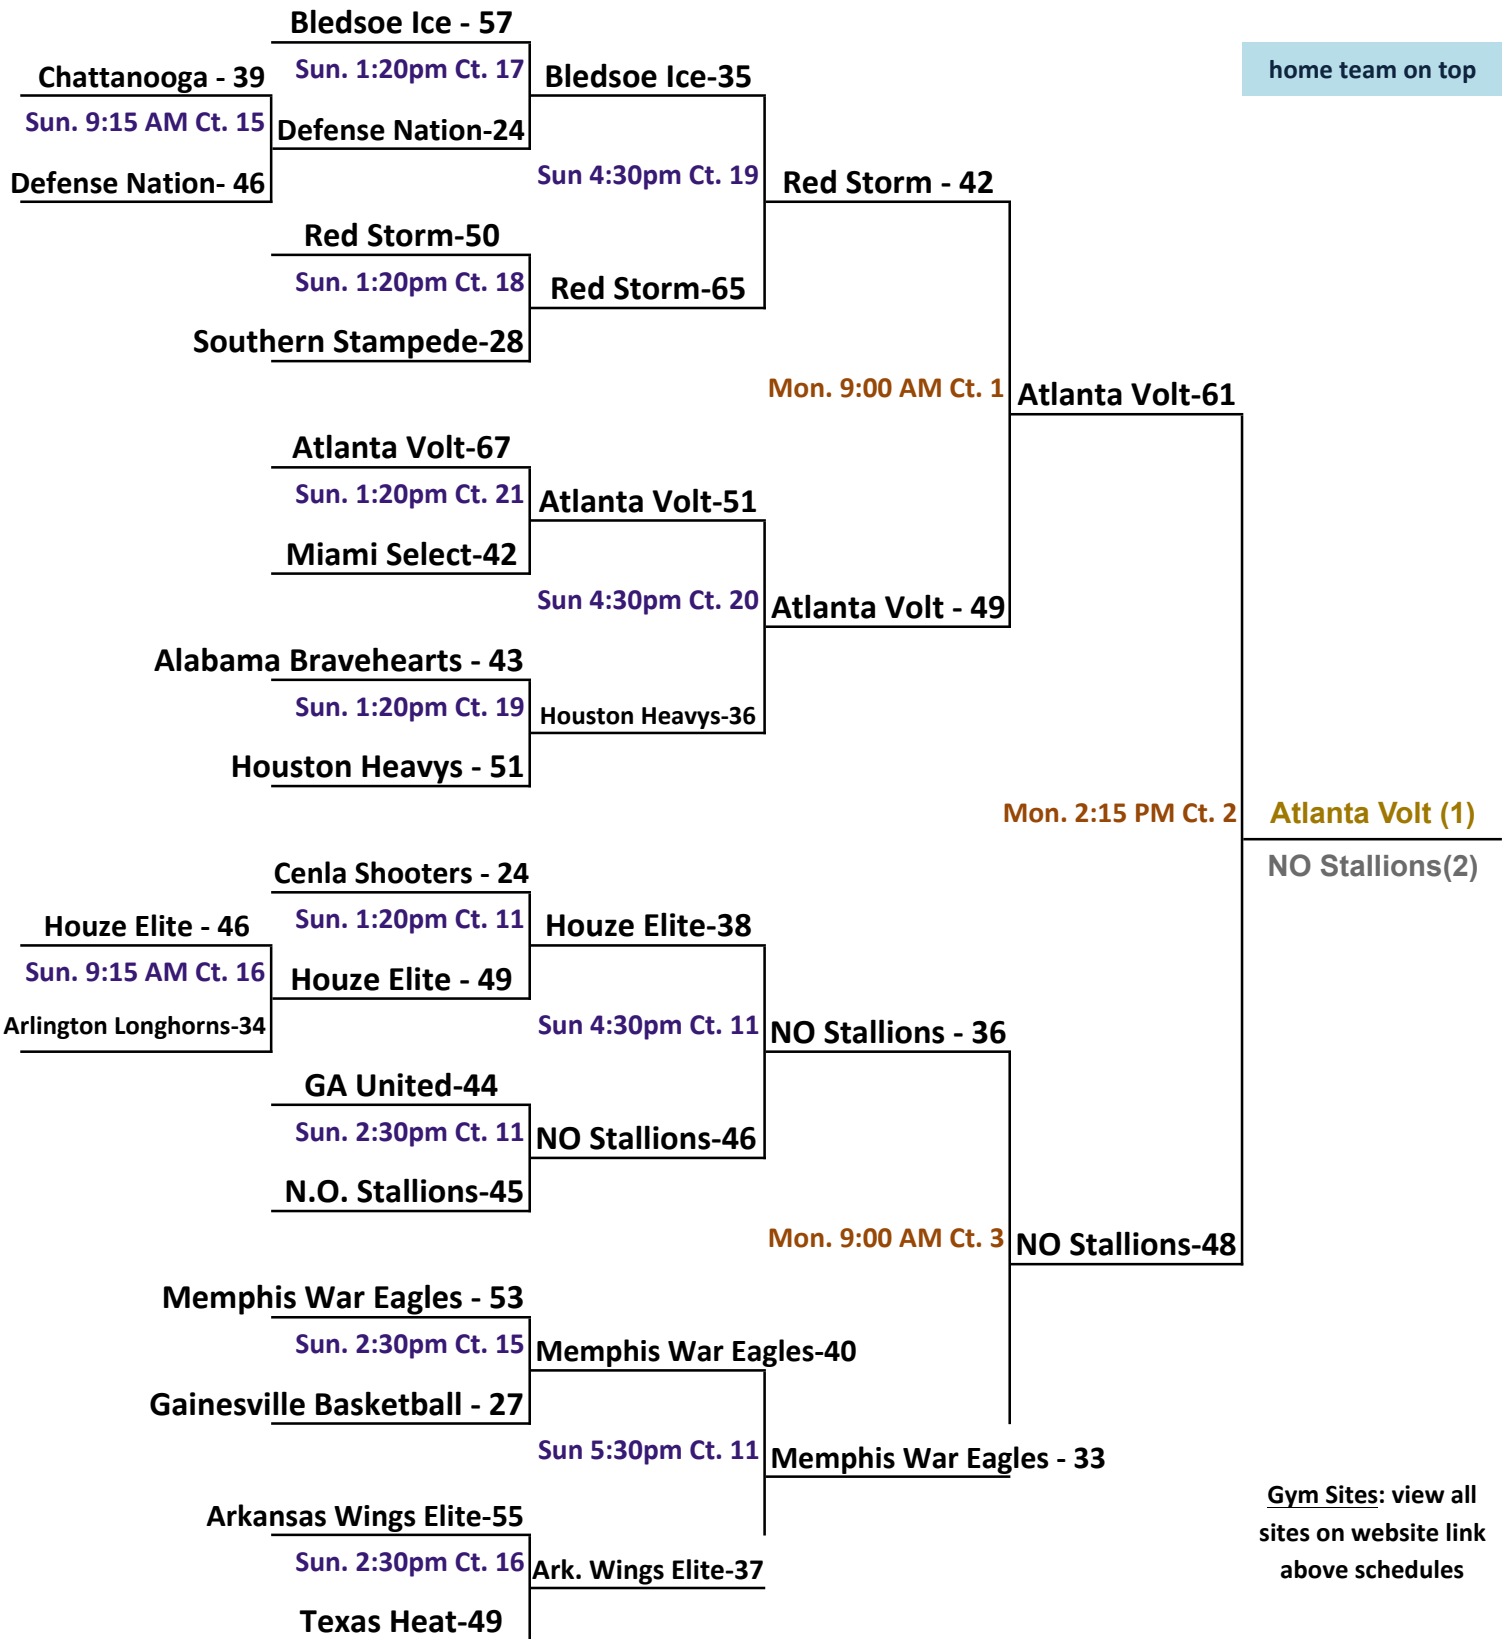 Bledsoe Ice - 57
home team on top
Chattanooga - 39
Sun. 1:20pm Ct. 17
Bledsoe Ice-35
Sun. 9:15 AM Ct. 15
Defense Nation-24
Defense Nation- 46
Sun 4:30pm Ct. 19
Red Storm - 42
Red Storm-50
Sun. 1:20pm Ct. 18
Red Storm-65
Southern Stampede-28
Mon. 9:00 AM Ct. 1
Atlanta Volt-61
Atlanta Volt-67
Sun. 1:20pm Ct. 21
Atlanta Volt-51
Miami Select-42
Sun 4:30pm Ct. 20
Atlanta Volt - 49
Alabama Bravehearts - 43
Sun. 1:20pm Ct. 19
Houston Heavys-36
Houston Heavys - 51
Mon. 2:15 PM Ct. 2
Atlanta Volt (1)
NO Stallions(2)
Cenla Shooters - 24
Houze Elite - 46
Sun. 1:20pm Ct. 11
Houze Elite-38
Sun. 9:15 AM Ct. 16
Houze Elite - 49
Arlington Longhorns-34
Sun 4:30pm Ct. 11
NO Stallions - 36
GA United-44
Sun. 2:30pm Ct. 11
NO Stallions-46
N.O. Stallions-45
Mon. 9:00 AM Ct. 3
NO Stallions-48
Memphis War Eagles - 53
Sun. 2:30pm Ct. 15
Memphis War Eagles-40
Gainesville Basketball - 27
Sun 5:30pm Ct. 11
Memphis War Eagles - 33
Arkansas Wings Elite-55
Sun. 2:30pm Ct. 16
Ark. Wings Elite-37
Texas Heat-49
Gym Sites: view all
sites on website link
above schedules